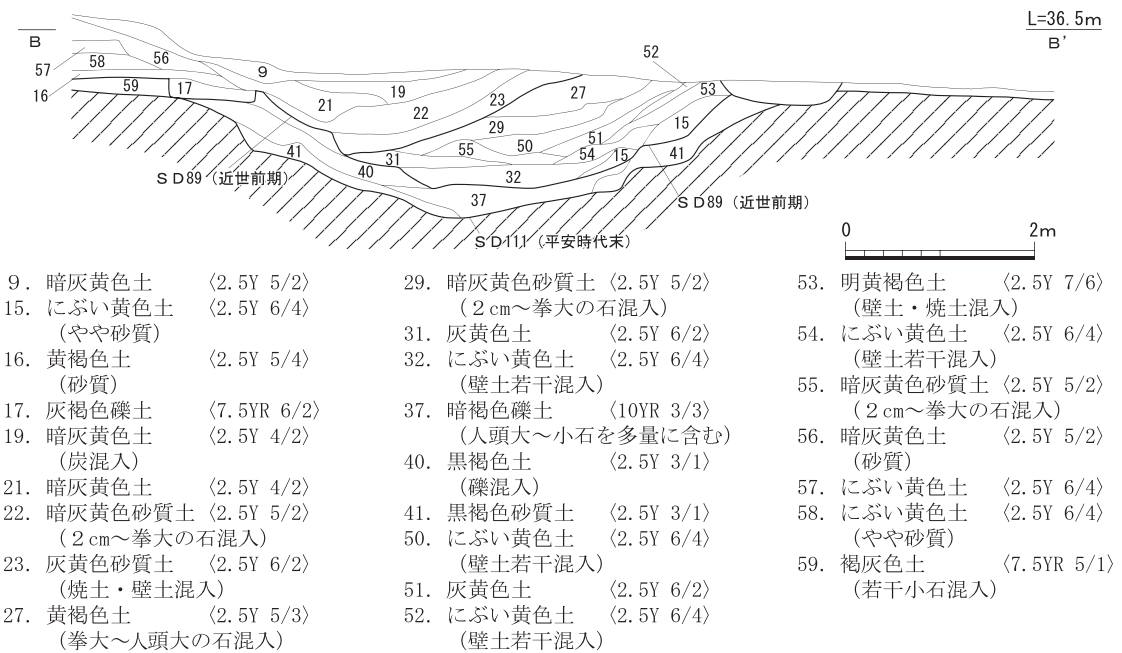 L=36.5m
B
B’
57
58
56
9
16
59
17
21
19
22
23
27
29
52
53
15
51
50
55
54
15
41
31
40
32
37
41
SD89（近世前期）
SD89（近世前期）
SD111（平安時代末）
0
2m
9. 暗灰黄色土 〈2.5Y 5/2〉
15. にぶい黄色土 〈2.5Y 6/4〉
（やや砂質）
16. 黄褐色土 〈2.5Y 5/4〉
（砂質）
17. 灰褐色礫土 〈7.5YR 6/2〉
19. 暗灰黄色土 〈2.5Y 4/2〉
（炭混入）
21. 暗灰黄色土 〈2.5Y 4/2〉
22. 暗灰黄色砂質土 〈2.5Y 5/2〉
（２cm～拳大の石混入）
23. 灰黄色砂質土 〈2.5Y 6/2〉
（焼土・壁土混入）
27. 黄褐色土 〈2.5Y 5/3〉
（拳大～人頭大の石混入）
29. 暗灰黄色砂質土 〈2.5Y 5/2〉
（２cm～拳大の石混入）
31. 灰黄色土 〈2.5Y 6/2〉
32. にぶい黄色土 〈2.5Y 6/4〉
（壁土若干混入）
37. 暗褐色礫土 〈10YR 3/3〉
（人頭大～小石を多量に含む）
40. 黒褐色土 〈2.5Y 3/1〉
（礫混入）
41. 黒褐色砂質土 〈2.5Y 3/1〉
50. にぶい黄色土 〈2.5Y 6/4〉
（壁土若干混入）
51. 灰黄色土 〈2.5Y 6/2〉
52. にぶい黄色土 〈2.5Y 6/4〉
（壁土若干混入）
53. 明黄褐色土 〈2.5Y 7/6〉
（壁土・焼土混入）
54. にぶい黄色土 〈2.5Y 6/4〉
（壁土若干混入）
55. 暗灰黄色砂質土 〈2.5Y 5/2〉
（２cm～拳大の石混入）
56. 暗灰黄色土 〈2.5Y 5/2〉
（砂質）
57. にぶい黄色土 〈2.5Y 6/4〉
58. にぶい黄色土 〈2.5Y 6/4〉
（やや砂質）
59. 褐灰色土 〈7.5YR 5/1〉
（若干小石混入）